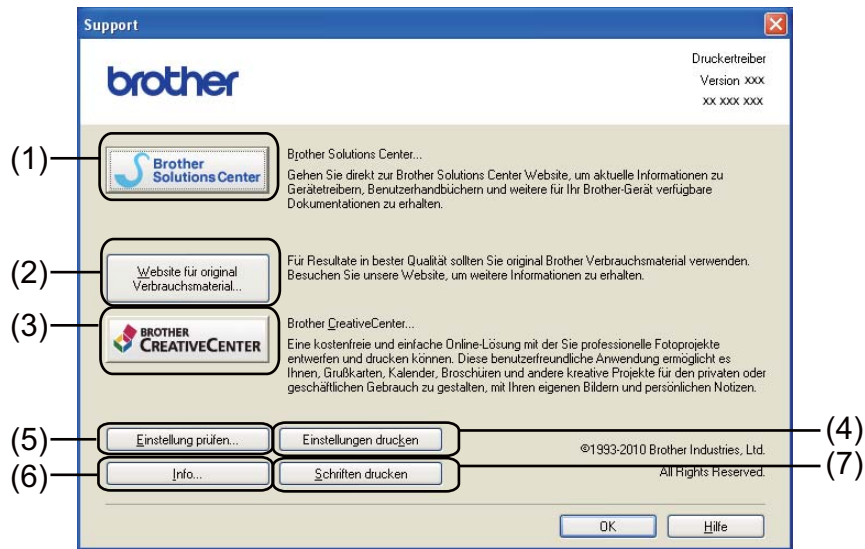 Support
brother
Druckertreiber
Version xxx
xx xxx xxx
(1)
Brother
Solutions Center
Brother Solutions Center...
Gehen Sie direkt zur Brother Solutions Center Website, um aktuelle Informationen zu
Gerätetreibern, Benutzerhandbüchern und weitere für Ihr Brother-Gerät verfügbare
Dokumentationen zu erhalten.
(2)
Website für original
Verbrauchsmaterial...
Für Resultate in bester Qualität sollten Sie original Brother Verbrauchsmaterial verwenden.
Besuchen Sie unsere Website, um weitere Informationen zu erhalten.
(3)
BROTHER
CREATIVECENTER
Brother CreativeCenter...
Eine kostenfreie und einfache Online-Lösung mit der Sie professionelle Fotoprojekte
entwerfen und drucken können. Diese benutzerfreundliche Anwendung ermöglicht es
Ihnen, Grußkarten, Kalender, Broschüren und andere kreative Projekte für den privaten oder
geschäftlichen Gebrauch zu gestalten, mit Ihren eigenen Bildern und persönlichen Notizen.
(5)
Einstellung prüfen...
Einstellungen drucken
(4)
©1993-2010 Brother Industries, Ltd.
(6)
Info...
Schriften drucken
All Rights Reserved.
(7)
OK
Hilfe